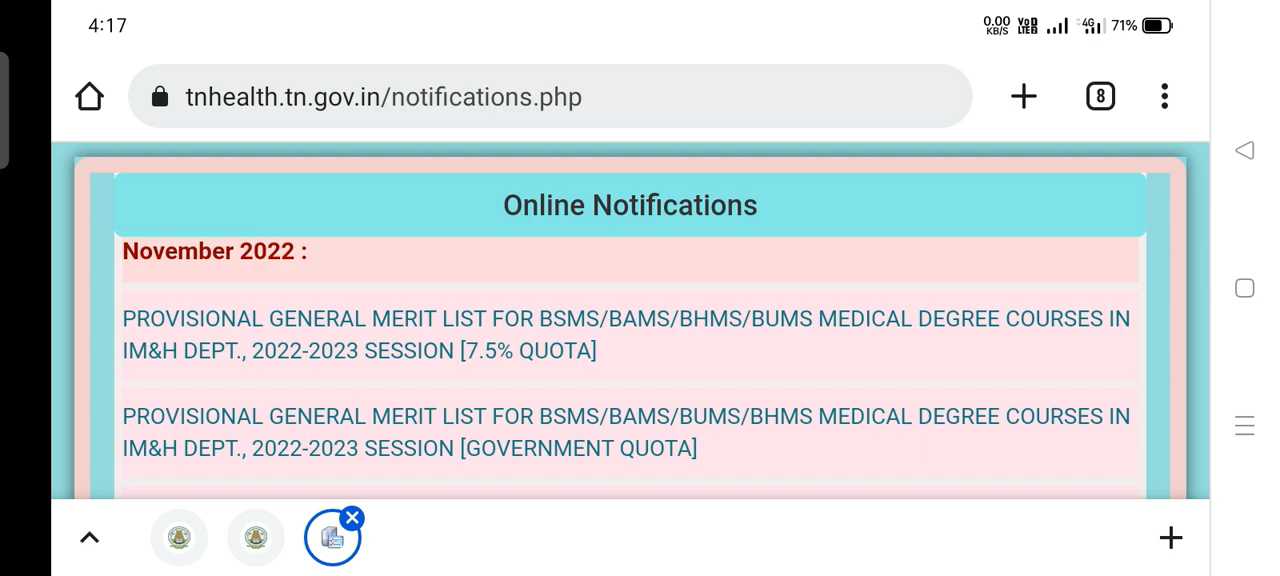 4:17
0.00 KB/S VoD LTE2 4G 71%
tnhealth.tn.gov.in/notifications.php
8
Online Notifications
November 2022 :
PROVISIONAL GENERAL MERIT LIST FOR BSMS/BAMS/BHMS/BUMS MEDICAL DEGREE COURSES IN
IM&H DEPT., 2022-2023 SESSION [7.5% QUOTA]
PROVISIONAL GENERAL MERIT LIST FOR BSMS/BAMS/BUMS/BHMS MEDICAL DEGREE COURSES IN
IM&H DEPT., 2022-2023 SESSION [GOVERNMENT QUOTA]